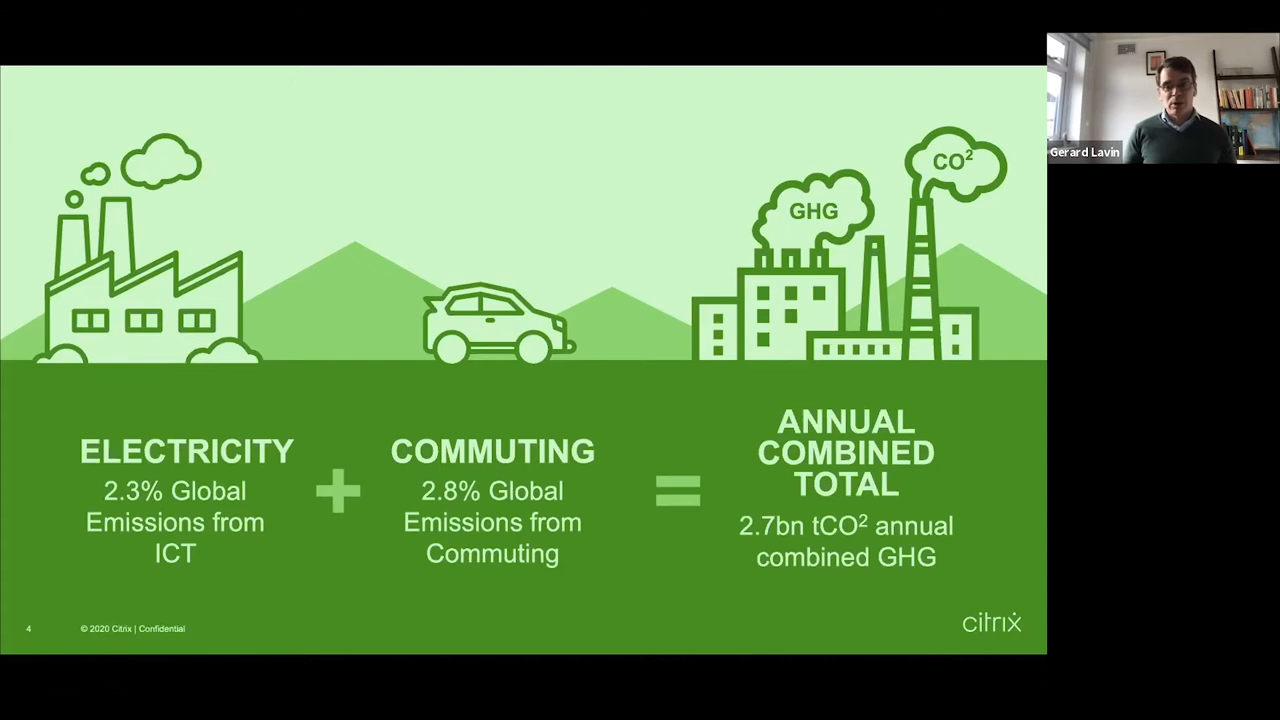 Gerard Lavin
GHG
CO²
ELECTRICITY
2.3% Global
Emissions from
ICT
+
COMMUTING
2.8% Global
Emissions from
Commuting
=
ANNUAL
COMBINED
TOTAL
2.7bn tCO² annual
combined GHG
4
© 2020 Citrix | Confidential
citrix